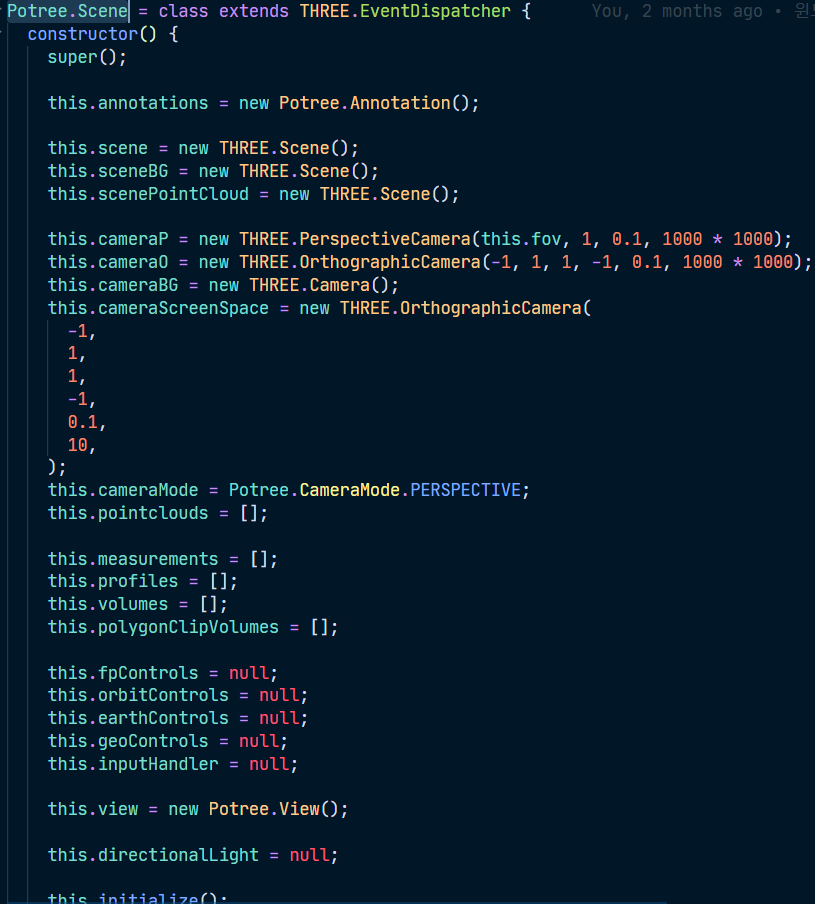 Potree.Scene = class extends THREE.EventDispatcher { You, 2 months ago •
constructor() {
super();
this.annotations = new Potree.Annotation();
this.scene = new THREE.Scene();
this.sceneBG = new THREE.Scene();
this.scenePointCloud = new THREE.Scene();
this.cameraP = new THREE.PerspectiveCamera(this.fov, 1, 0.1, 1000 * 1000);
this.cameraO = new THREE.OrthographicCamera(-1, 1, 1, -1, 0.1, 1000 * 1000);
this.cameraBG = new THREE.Camera();
this.cameraScreenSpace = new THREE.OrthographicCamera(
-1,
1,
1,
-1,
0.1,
10,
);
this.cameraMode = Potree.CameraMode.PERSPECTIVE;
this.pointclouds = [];
this.measurements = [];
this.profiles = [];
this.volumes = [];
this.polygonClipVolumes = [];
this.fpControls = null;
this.orbitControls = null;
this.earthControls = null;
this.geoControls = null;
this.inputHandler = null;
this.view = new Potree.View();
this.directionalLight = null;
this.initialize();